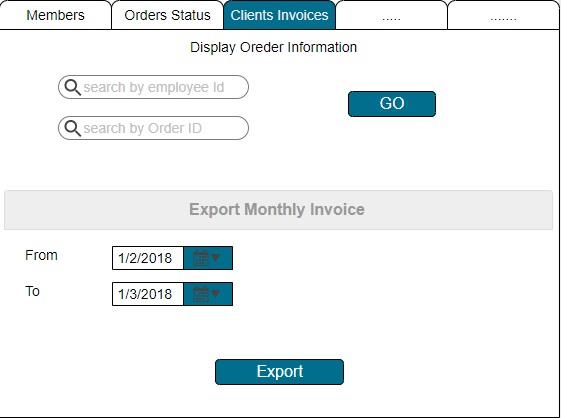 Members
Orders Status
Clients Invoices
.....
.......
Display Oreder Information
search by employee Id
GO
search by Order ID
Export Monthly Invoice
From
1/2/2018
To
1/3/2018
Export